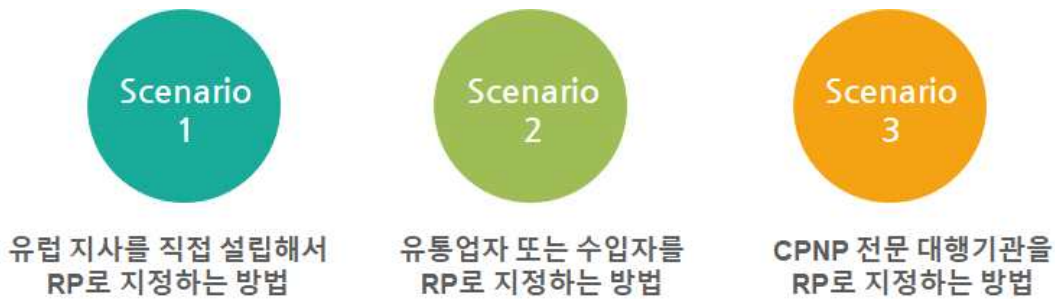 Scenario
1
Scenario
2
Scenario
3
유럽 지사를 직접 설립해서
RP로 지정하는 방법
유통업자 또는 수입자를
RP로 지정하는 방법
CPNP 전문 대행기관을
RP로 지정하는 방법